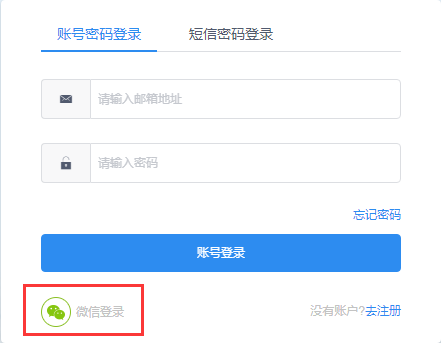 账号密码登录 短信密码登录
请输入邮箱地址
请输入密码
忘记密码
账号登录
微信登录 没有账户?去注册